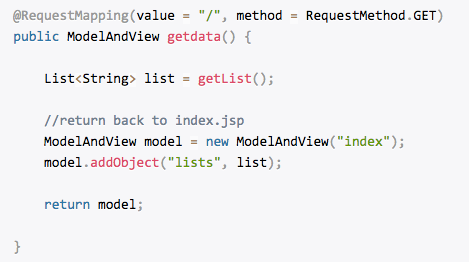 @RequestMapping(value = "/", method = RequestMethod.GET)
public ModelAndView getdata() {
List<String> list = getList();
//return back to index.jsp
ModelAndView model = new ModelAndView("index");
model.addObject("lists", list);
return model;
}